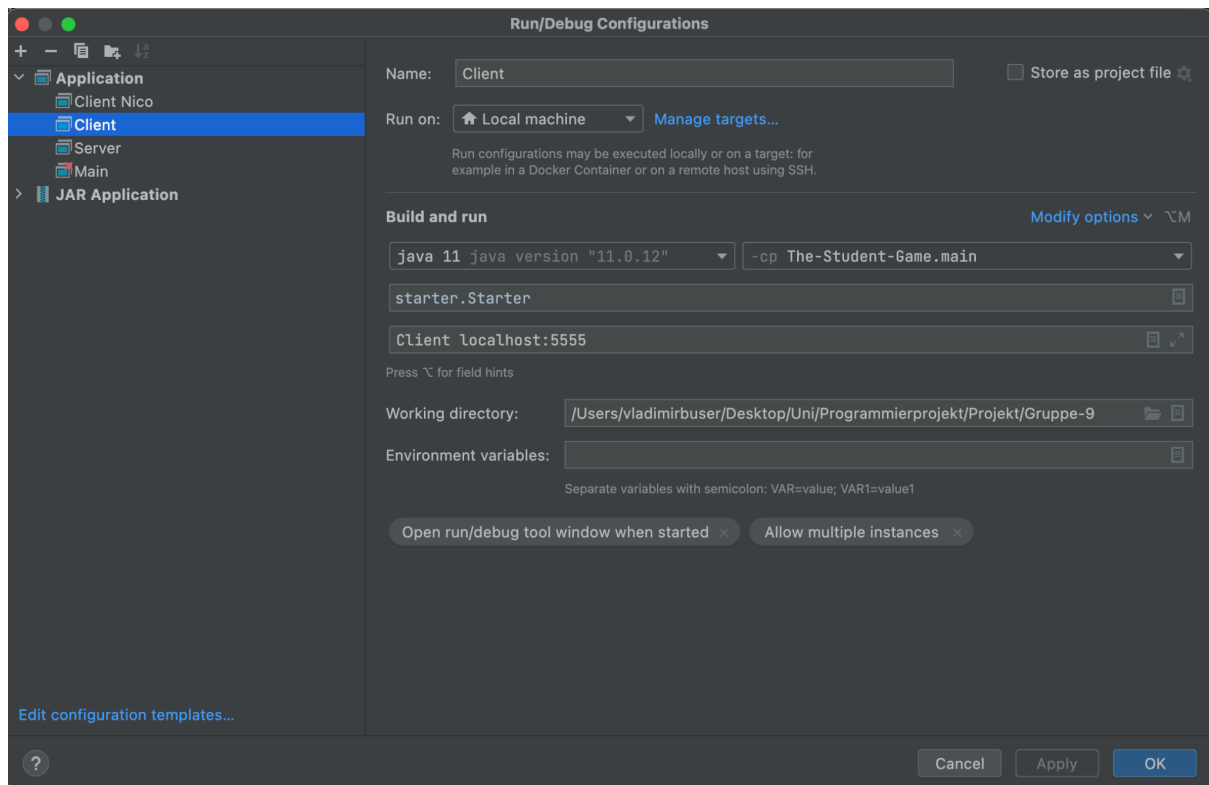 Run/Debug Configurations
Application
Client Nico
Client
Server
Main
JAR Application
Edit configuration templates...
Name: Client Store as project file
Run on: Local machine Manage targets...
Run configurations may be executed locally or on a target: for
example in a Docker Container or on a remote host using SSH.
Build and run Modify options ⌥M
java 11 java version "11.0.12" -cp The-Student-Game.main
starter.Starter
Client localhost:5555
Press ⌥ for field hints
Working directory: /Users/vladimirbuser/Desktop/Uni/Programmierprojekt/Projekt/Gruppe-9
Environment variables:
Separate variables with semicolon: VAR=value; VAR1=value1
Open run/debug tool window when started × Allow multiple instances ×
? Cancel Apply OK